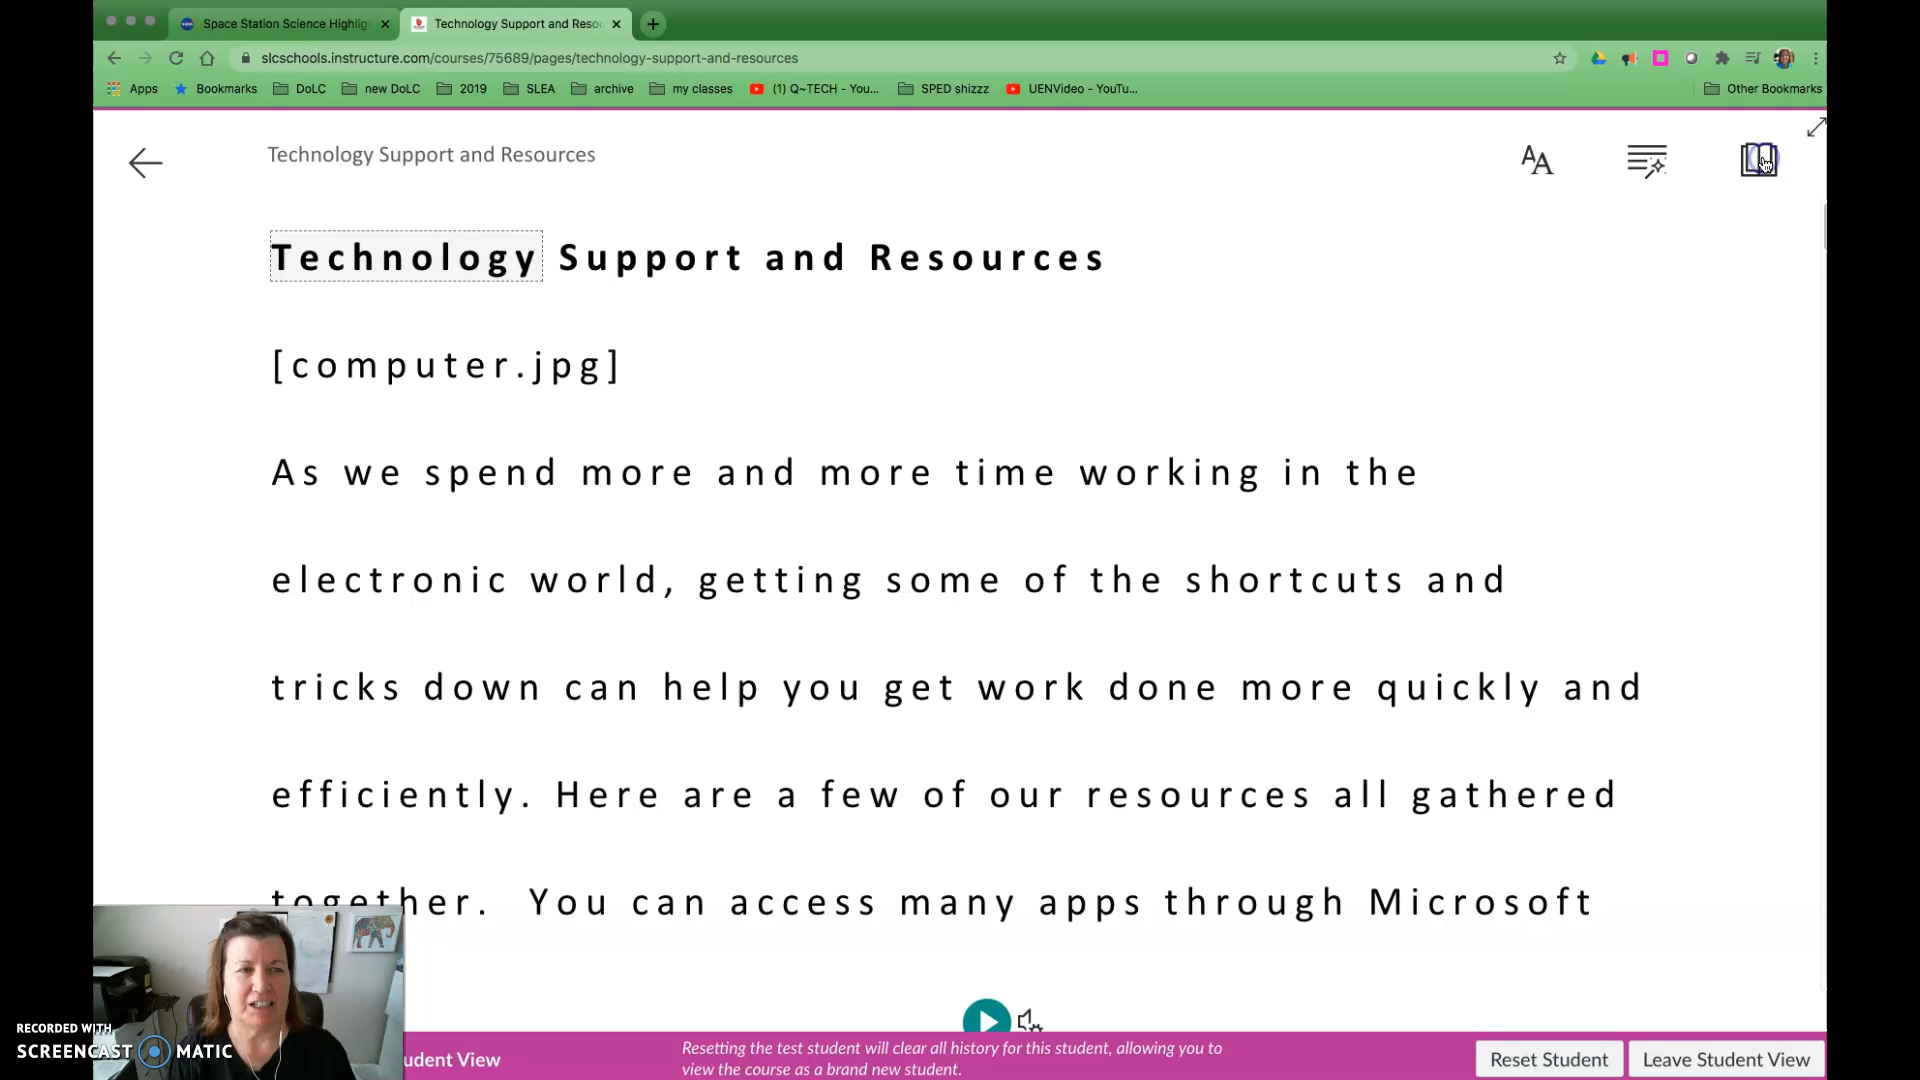 Space Station Science Highlig
Technology Support and Reso
slcschools.instructure.com/courses/75689/pages/technology-support-and-resources
Apps
Bookmarks
DoLC
new DoLC
2019
SLEA
archive
my classes
(1) Q~TECH - You...
SPED shizzz
UENVideo - YouTu...
Other Bookmarks
Technology Support and Resources
AA
Technology Support and Resources
[computer.jpg]
As we spend more and more time working in the
electronic world, getting some of the shortcuts and
tricks down can help you get work done more quickly and
efficiently. Here are a few of our resources all gathered
together. You can access many apps through Microsoft
RECORDED WITH
SCREENCAST MATIC
udent View
Resetting the test student will clear all history for this student, allowing you to
view the course as a brand new student.
Reset Student
Leave Student View